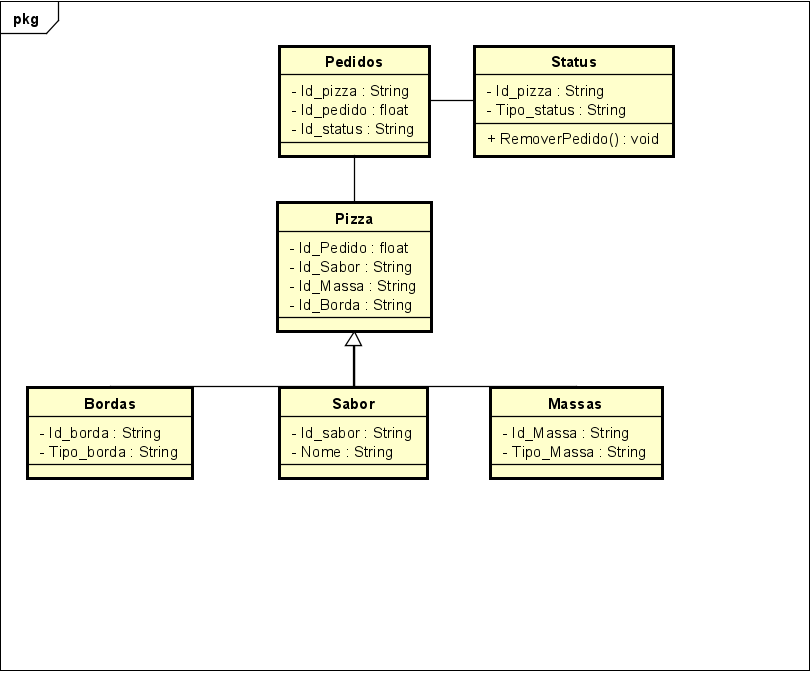 pkg
Pedidos
- Id_pizza : String
- Id_pedido : float
- Id_status : String
Status
- Id_pizza : String
- Tipo_status : String
+ RemoverPedido() : void
Pizza
- Id_Pedido : float
- Id_Sabor : String
- Id_Massa : String
- Id_Borda : String
Bordas
- Id_borda : String
- Tipo_borda : String
Sabor
- Id_sabor : String
- Nome : String
Massas
- Id_Massa : String
- Tipo_Massa : String